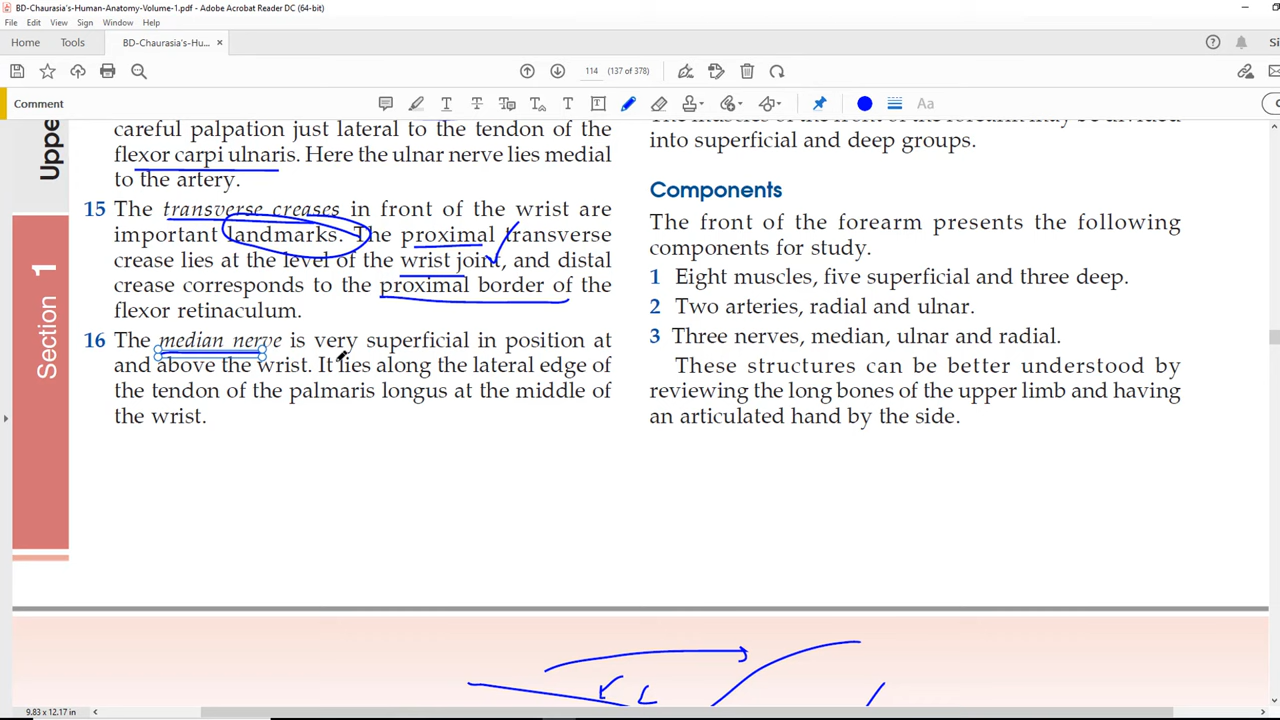 BD-Chaurasia's-Human-Anatomy-Volume-1.pdf - Adobe Acrobat Reader DC (64-bit)
File Edit View Sign Window Help
Home Tools BD-Chaurasia's-Hu... ×
114 (137 of 378)
Comment
Aa
Section 1 Uppe
careful palpation just lateral to the tendon of the
flexor carpi ulnaris. Here the ulnar nerve lies medial
to the artery.
15 The transverse creases in front of the wrist are
important landmarks. The proximal transverse
crease lies at the level of the wrist joint, and distal
crease corresponds to the proximal border of the
flexor retinaculum.
16 The median nerve is very superficial in position at
and above the wrist. It lies along the lateral edge of
the tendon of the palmaris longus at the middle of
the wrist.
into superficial and deep groups.
Components
The front of the forearm presents the following
components for study.
1 Eight muscles, five superficial and three deep.
2 Two arteries, radial and ulnar.
3 Three nerves, median, ulnar and radial.
These structures can be better understood by
reviewing the long bones of the upper limb and having
an articulated hand by the side.
9.83 x 12.17 in